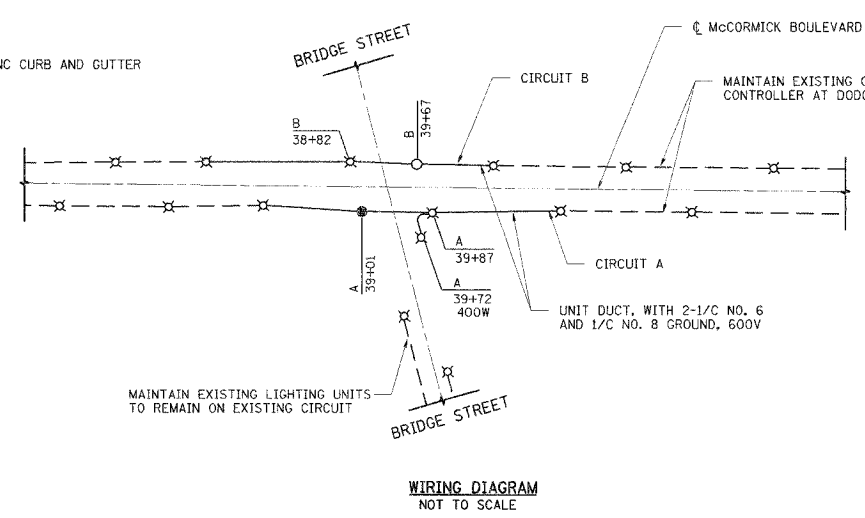 NC CURB AND GUTTER
BRIDGE STREET
CIRCUIT B
℄ McCORMICK BOULEVARD
MAINTAIN EXISTING
CONTROLLER AT
B
38+82
B
39+67
A
39+01
A
39+87
A
39+72
400W
CIRCUIT A
UNIT DUCT, WITH 2-1/C NO. 6
AND 1/C NO. 8 GROUND, 600V
MAINTAIN EXISTING LIGHTING UNITS
TO REMAIN ON EXISTING CIRCUIT
BRIDGE STREET
WIRING DIAGRAM
NOT TO SCALE